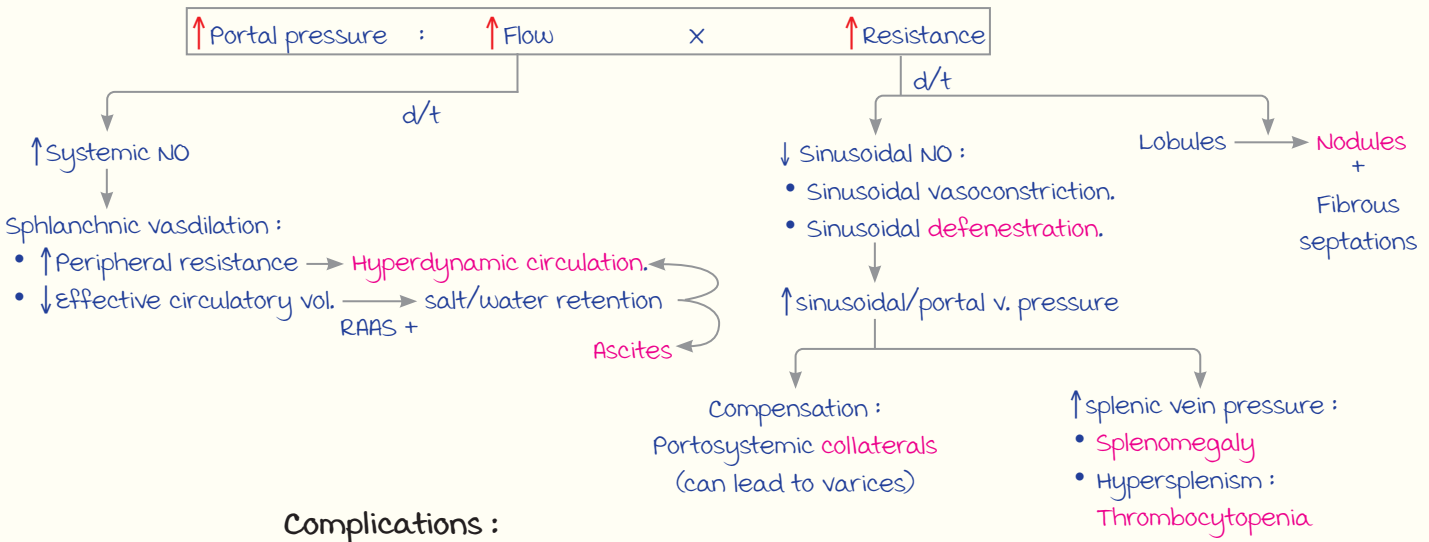 ↑ Portal pressure : ↑ Flow × ↑ Resistance
d/t
d/t
↑ Systemic NO
Sphlanchnic vasdilation :
• ↑ Peripheral resistance → Hyperdynamic circulation.
• ↓ Effective circulatory vol. → salt/water retention
RAAS +
Ascites
↓ Sinusoidal NO :
• Sinusoidal vasoconstriction.
• Sinusoidal defenestration.
↑ sinusoidal/portal v. pressure
Lobules → Nodules
+
Fibrous
septations
Compensation :
Portosystemic collaterals
(can lead to varices)
↑ splenic vein pressure :
• Splenomegaly
• Hypersplenism :
Thrombocytopenia
Complications :